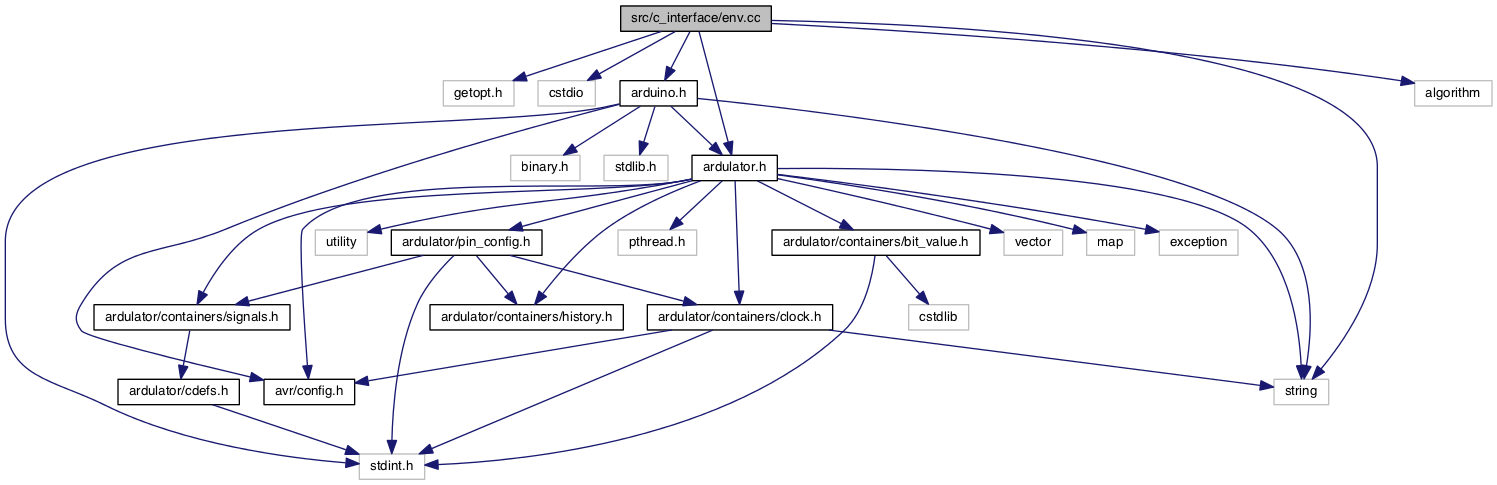 src/c_interface/env.cc
getopt.h
cstdio
arduino.h
algorithm
binary.h
stdlib.h
ardulator.h
utility
ardulator/pin_config.h
pthread.h
ardulator/containers/bit_value.h
vector
map
exception
ardulator/containers/signals.h
ardulator/containers/history.h
ardulator/containers/clock.h
cstdlib
ardulator/cdefs.h
avr/config.h
string
stdint.h